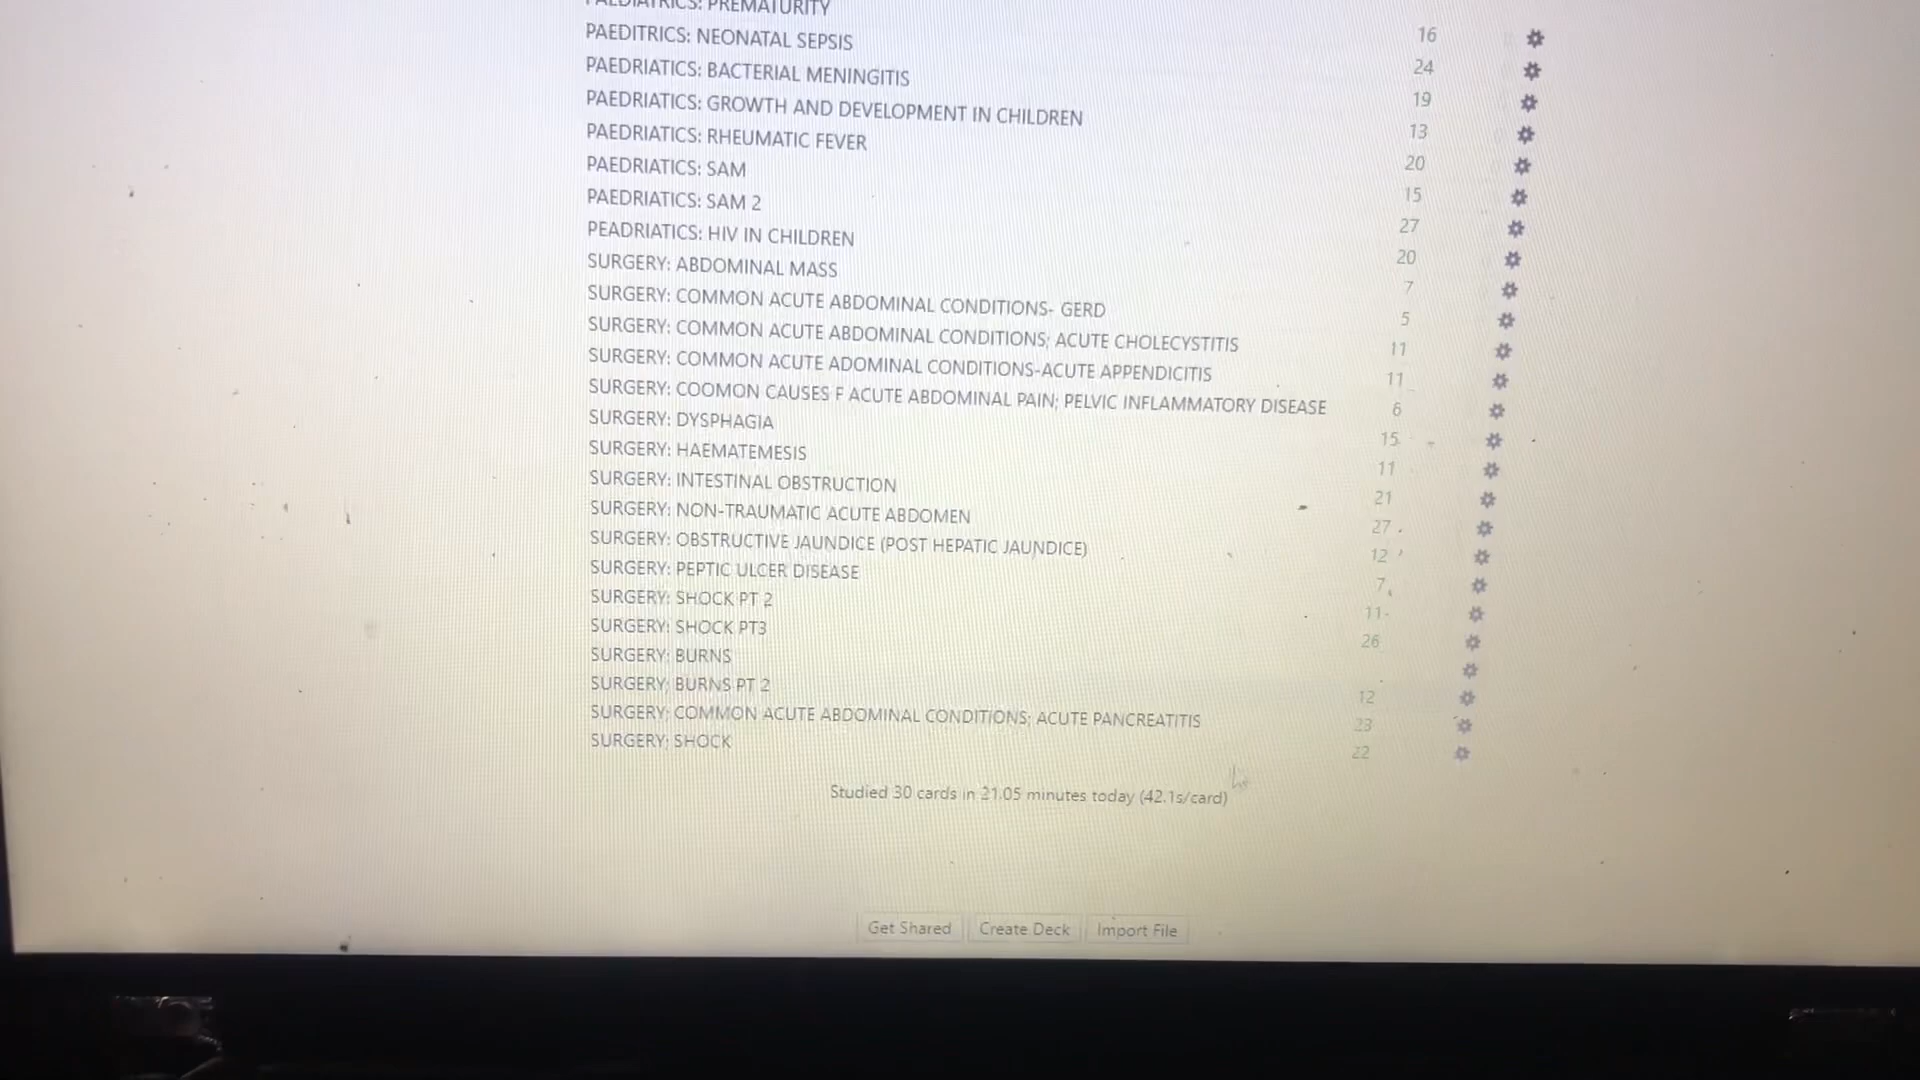 PAEDIATRICS: PREMATURITY 16
PAEDITRICS: NEONATAL SEPSIS 24
PAEDRIATICS: BACTERIAL MENINGITIS 19
PAEDRIATICS: GROWTH AND DEVELOPMENT IN CHILDREN 13
PAEDRIATICS: RHEUMATIC FEVER 20
PAEDRIATICS: SAM 15
PAEDRIATICS: SAM 2 27
PEADRIATICS: HIV IN CHILDREN 20
SURGERY: ABDOMINAL MASS 7
SURGERY: COMMON ACUTE ABDOMINAL CONDITIONS- GERD 5
SURGERY: COMMON ACUTE ABDOMINAL CONDITIONS; ACUTE CHOLECYSTITIS 11
SURGERY: COMMON ACUTE ADOMINAL CONDITIONS-ACUTE APPENDICITIS 11
SURGERY: COOMON CAUSES F ACUTE ABDOMINAL PAIN; PELVIC INFLAMMATORY DISEASE 6
SURGERY: DYSPHAGIA 15
SURGERY: HAEMATEMESIS 11
SURGERY: INTESTINAL OBSTRUCTION 21
SURGERY: NON-TRAUMATIC ACUTE ABDOMEN 27
SURGERY: OBSTRUCTIVE JAUNDICE (POST HEPATIC JAUNDICE) 12
SURGERY: PEPTIC ULCER DISEASE 7
SURGERY: SHOCK PT 2 11
SURGERY: SHOCK PT3 26
SURGERY; BURNS
SURGERY; BURNS PT 2 12
SURGERY; COMMON ACUTE ABDOMINAL CONDITIONS; ACUTE PANCREATITIS 23
SURGERY; SHOCK 22
Studied 30 cards in 21.05 minutes today (42.1s/card)
Get Shared Create Deck Import File